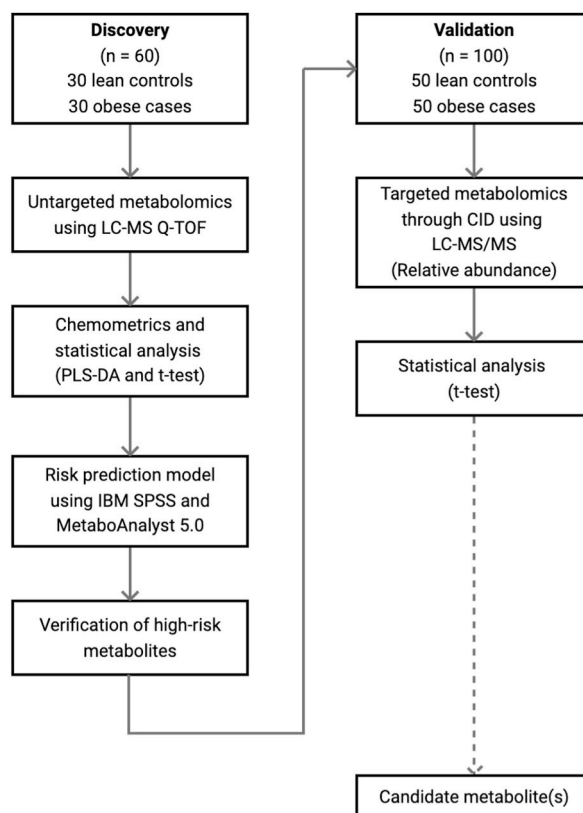 Discovery
(n = 60)
30 lean controls
30 obese cases
Untargeted metabolomics
using LC-MS Q-TOF
Chemometrics and
statistical analysis
(PLS-DA and t-test)
Risk prediction model
using IBM SPSS and
MetaboAnalyst 5.0
Verification of high-risk
metabolites
Validation
(n = 100)
50 lean controls
50 obese cases
Targeted metabolomics
through CID using
LC-MS/MS
(Relative abundance)
Statistical analysis
(t-test)
Candidate metabolite(s)